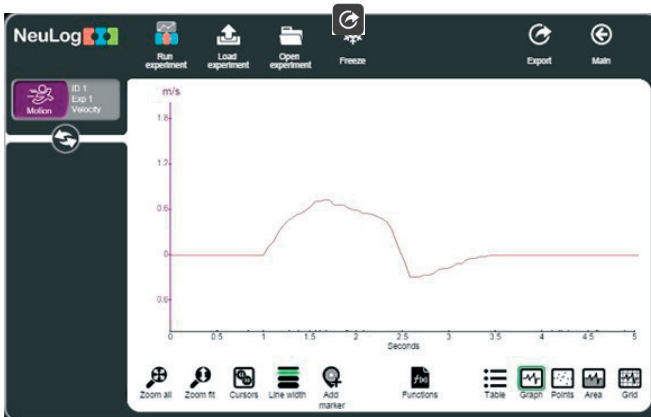 NeuLog
Run experiment
Load experiment
Open experiment
Freeze
Export
Main
Motion
ID 1
Exp 1
Velocity
m/s
1.8
1.2
0.6
0
0.6
0
0.5
1
1.5
2
2.5
3
3.5
4
4.5
5
Seconds
Zoom all
Zoom fit
Cursors
Line width
Add marker
f(x)
Functions
Table
Graph
Points
Area
Grid